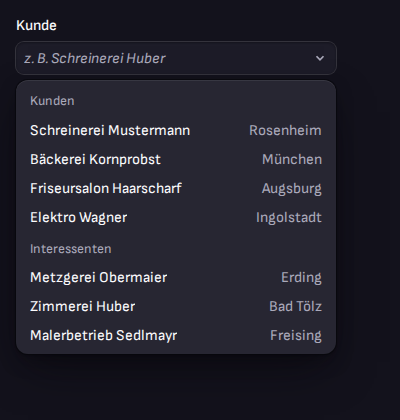 Kunde
z. B. Schreinerei Huber
Kunden
Schreinerei Mustermann Rosenheim
Bäckerei Kornprobst München
Friseursalon Haarscharf Augsburg
Elektro Wagner Ingolstadt
Interessenten
Metzgerei Obermaier Erding
Zimmerei Huber Bad Tölz
Malerbetrieb Sedlmayr Freising